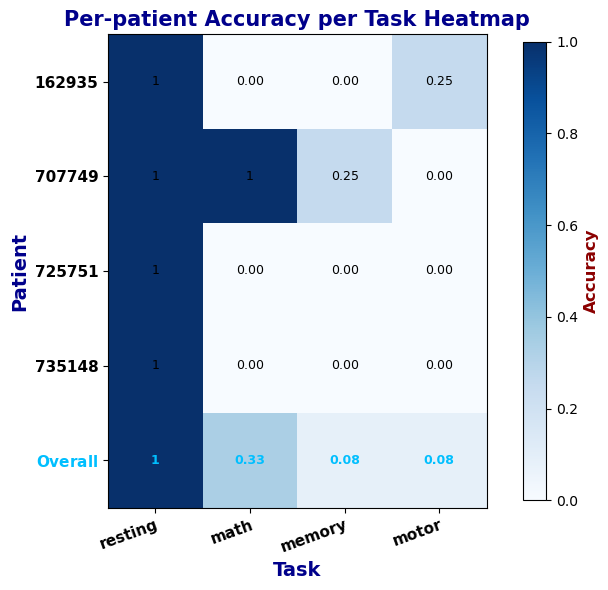 Per-patient Accuracy per Task Heatmap
162935 1 0.00 0.00 0.25
707749 1 1 0.25 0.00
725751 1 0.00 0.00 0.00
735148 1 0.00 0.00 0.00
Overall 1 0.33 0.08 0.08
resting math memory motor
Task
Patient
1.0
0.8
0.6
0.4
0.2
0.0
Accuracy